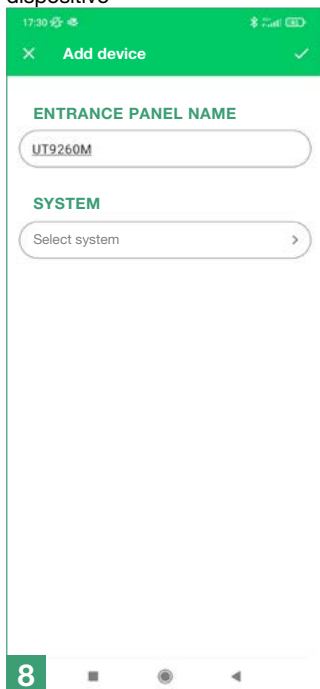 dispositivo
17:30
Add device
ENTRANCE PANEL NAME
UT9260M
SYSTEM
Select system
8